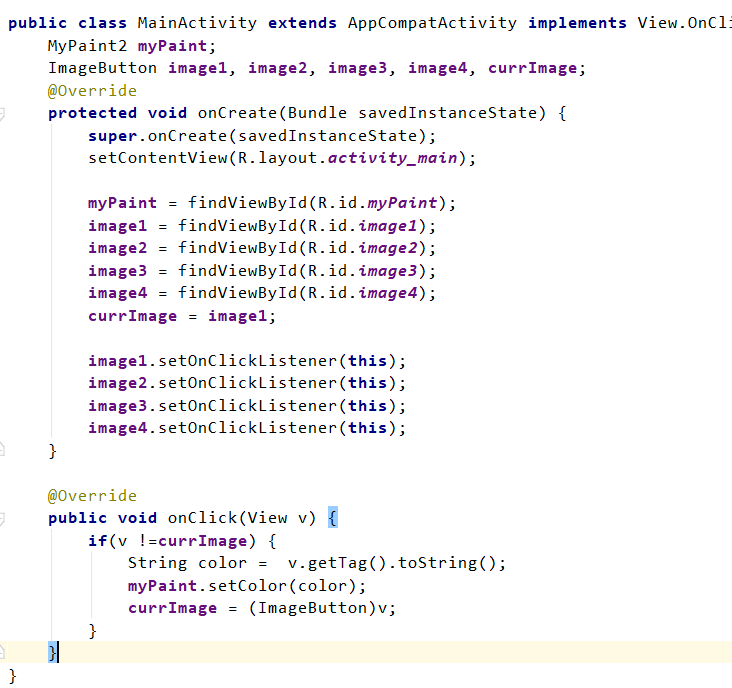 public class MainActivity extends AppCompatActivity implements View.OnCli
MyPaint2 myPaint;
ImageButton image1, image2, image3, image4, currImage;
@Override
protected void onCreate(Bundle savedInstanceState) {
super.onCreate(savedInstanceState);
setContentView(R.layout.activity_main);
myPaint = findViewById(R.id.myPaint);
image1 = findViewById(R.id.image1);
image2 = findViewById(R.id.image2);
image3 = findViewById(R.id.image3);
image4 = findViewById(R.id.image4);
currImage = image1;
image1.setOnClickListener(this);
image2.setOnClickListener(this);
image3.setOnClickListener(this);
image4.setOnClickListener(this);
}
@Override
public void onClick(View v) {
if(v !=currImage) {
String color =  v.getTag().toString();
myPaint.setColor(color);
currImage = (ImageButton)v;
}
}
}